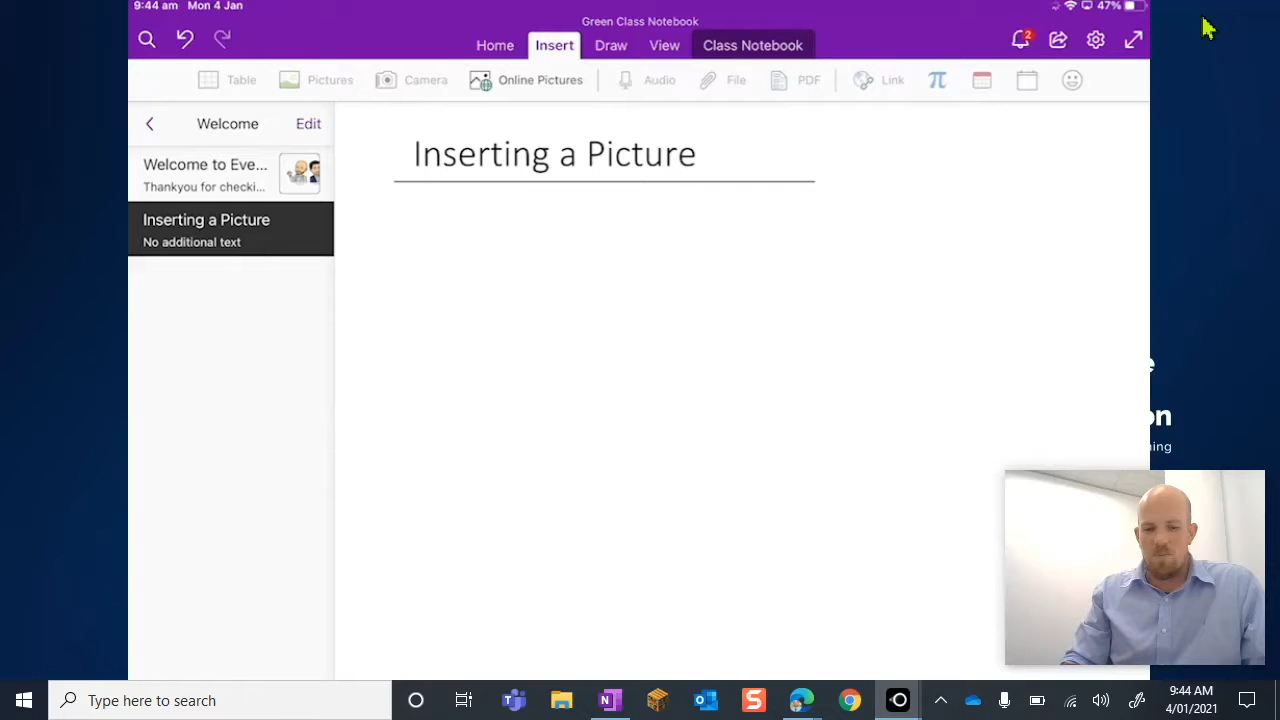 9:44 am Mon 4 Jan
47%
Green Class Notebook
Home Insert Draw View Class Notebook
2
Table Pictures Camera Online Pictures Audio File PDF Link π
Welcome Edit
Welcome to Eve...
Thankyou for checki...
Inserting a Picture
No additional text
Inserting a Picture
e
on
ning
Type here to search
9:44 AM
4/01/2021